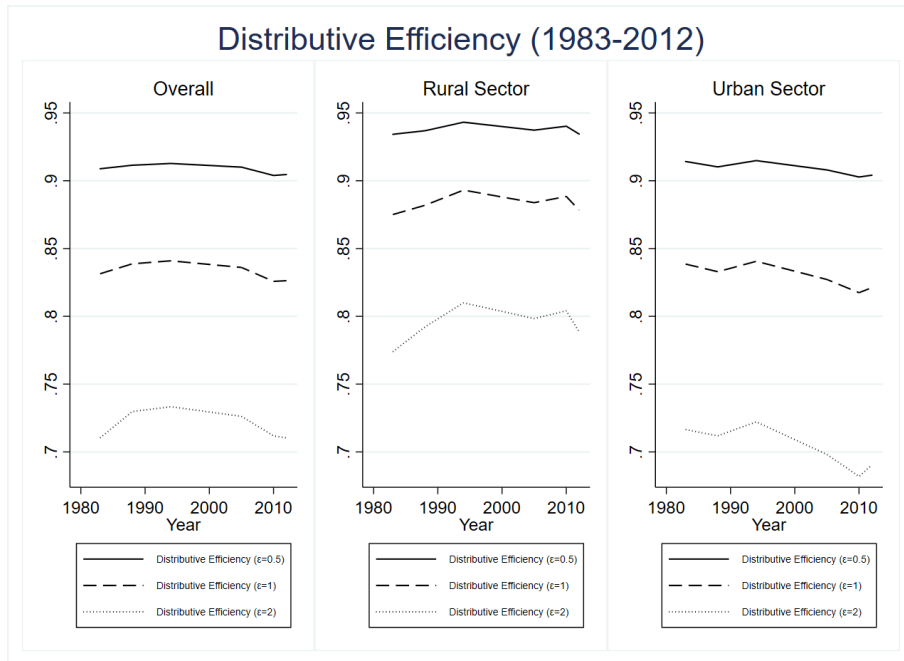 Distributive Efficiency (1983-2012)
Overall
.95
.9
.85
.8
.75
.7
1980 1990 2000 2010
Year
Distributive Efficiency (ε=0.5)
Distributive Efficiency (ε=1)
Distributive Efficiency (ε=2)
Rural Sector
.95
.9
.85
.8
.75
.7
1980 1990 2000 2010
Year
Distributive Efficiency (ε=0.5)
Distributive Efficiency (ε=1)
Distributive Efficiency (ε=2)
Urban Sector
.95
.9
.85
.8
.75
.7
1980 1990 2000 2010
Year
Distributive Efficiency (ε=0.5)
Distributive Efficiency (ε=1)
Distributive Efficiency (ε=2)